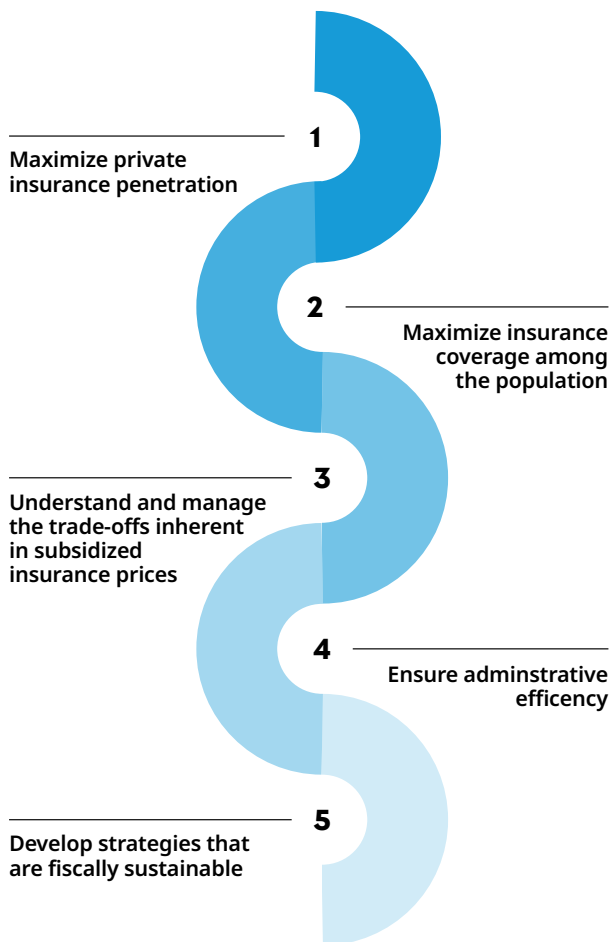 1
Maximize private
insurance penetration
2
Maximize insurance
coverage among
the population
3
Understand and manage
the trade-offs inherent
in subsidized
insurance prices
4
Ensure adminstrative
efficency
5
Develop strategies that
are fiscally sustainable